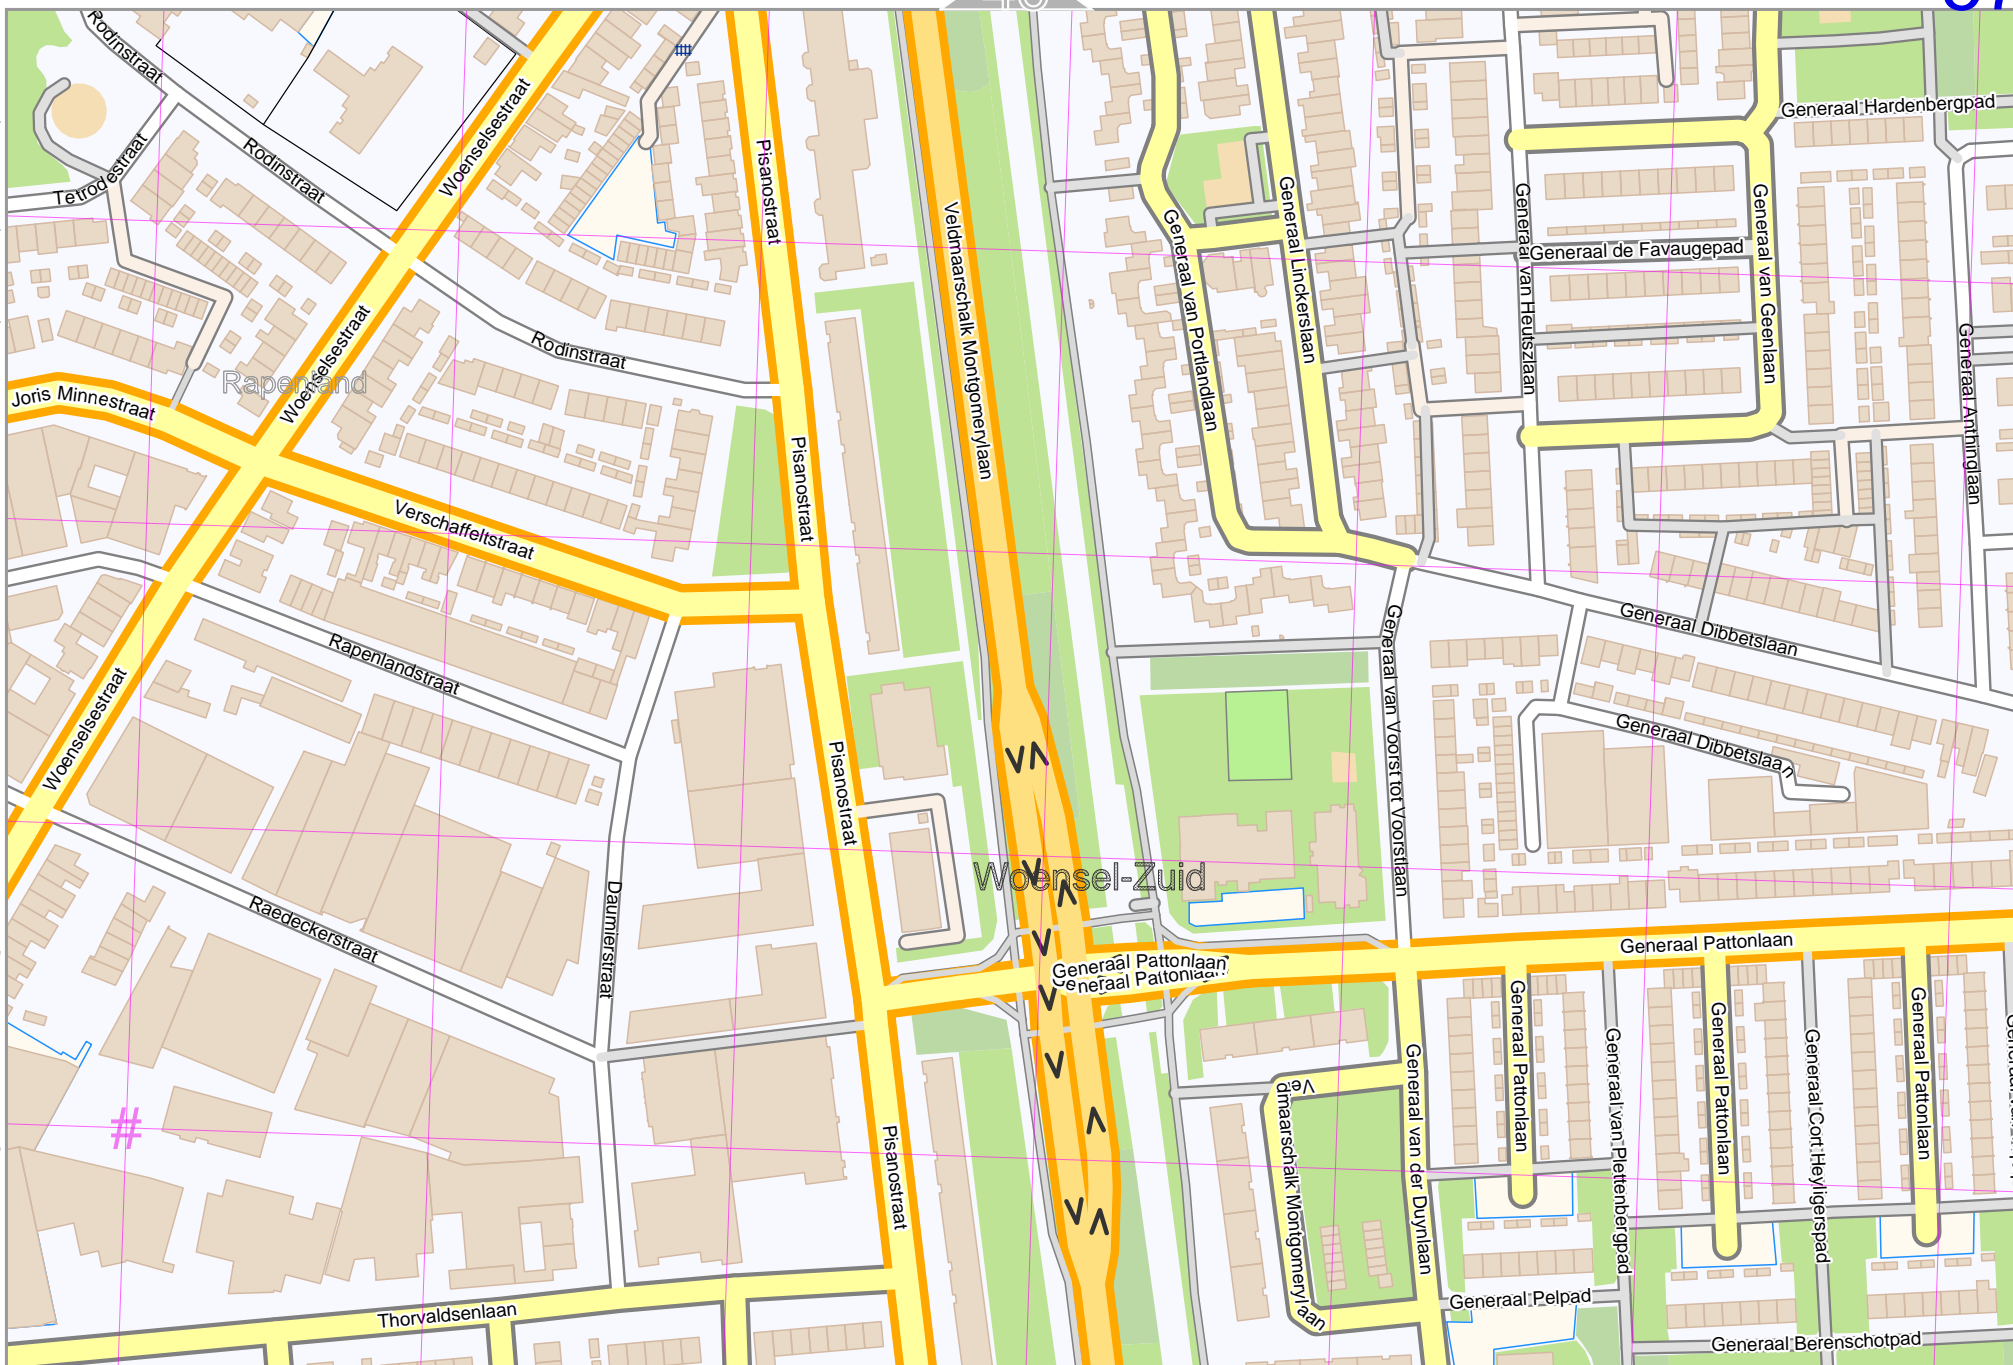 Rodinstraat
Generaal Hardenbergpad
Woenselsestraat
Rodinstraat
Tetrodestraat
Pisanostraat
Veldmaarschalk Montgomerylaan
Generaal van Portlandlaan
Generaal Linckerslaan
Generaal van Heutszlaan
Generaal de Favaugepad
Generaal van Geenlaan
Generaal Anthinglaan
Woenselsestraat
Rodinstraat
Rapenland
Joris Minnestraat
Pisanostraat
Verschaffeltstraat
Generaal Dibbetslaan
Generaal van Voorst tot Voorstlaan
Rapenlandstraat
Woenselsestraat
Generaal Dibbetslaan
Pisanostraat
Woensel-Zuid
Daumierstraat
Raedeckerstraat
Generaal Pattonlaan
Generaal Pattonlaan
Generaal Pattonlaan
Generaal Pattonlaan
Generaal Pattonlaan
Generaal Pattonlaan
Generaal van Plettenbergpad
Generaal Cort Heyligerspad
Generaal van der Duynlaan
Veldmaarschalk Montgomerylaan
#
Pisanostraat
Generaal Pelpad
Thorvaldsenlaan
Generaal Berenschotpad